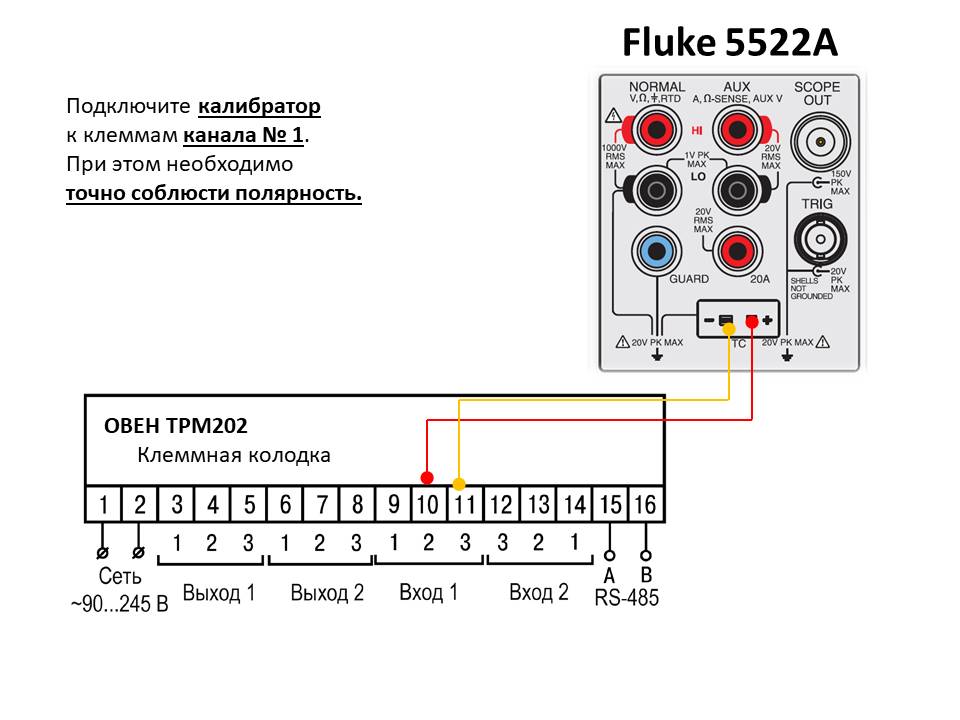 Fluke 5522A
Подключите калибратор
к клеммам канала № 1.
При этом необходимо
точно соблюсти полярность.
NORMAL AUX SCOPE
V,Ω,⏚,RTD A, Ω-SENSE, AUX V OUT
HI
1000V RMS MAX
1V PK MAX
20V RMS MAX
LO
150V PK MAX
20V RMS MAX
TRIG
GUARD 20A
SHELLS NOT GROUNDED
20V PK MAX
- +
20V PK MAX TC 20V PK MAX
ОВЕН ТРМ202
Клеммная колодка
1 2 3 4 5 6 7 8 9 10 11 12 13 14 15 16
1 2 3 1 2 3 1 2 3 3 2 1
Сеть A B
~90...245 В Выход 1 Выход 2 Вход 1 Вход 2 RS-485